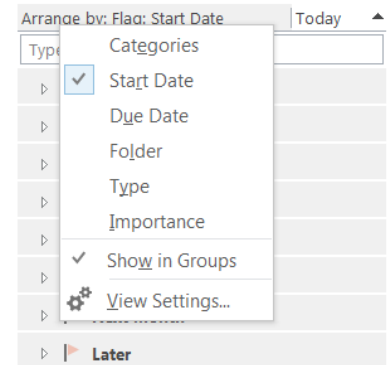 Arrange by: Flag: Start Date Today
Type
Categories
Start Date
Due Date
Folder
Type
Importance
Show in Groups
View Settings...
Later